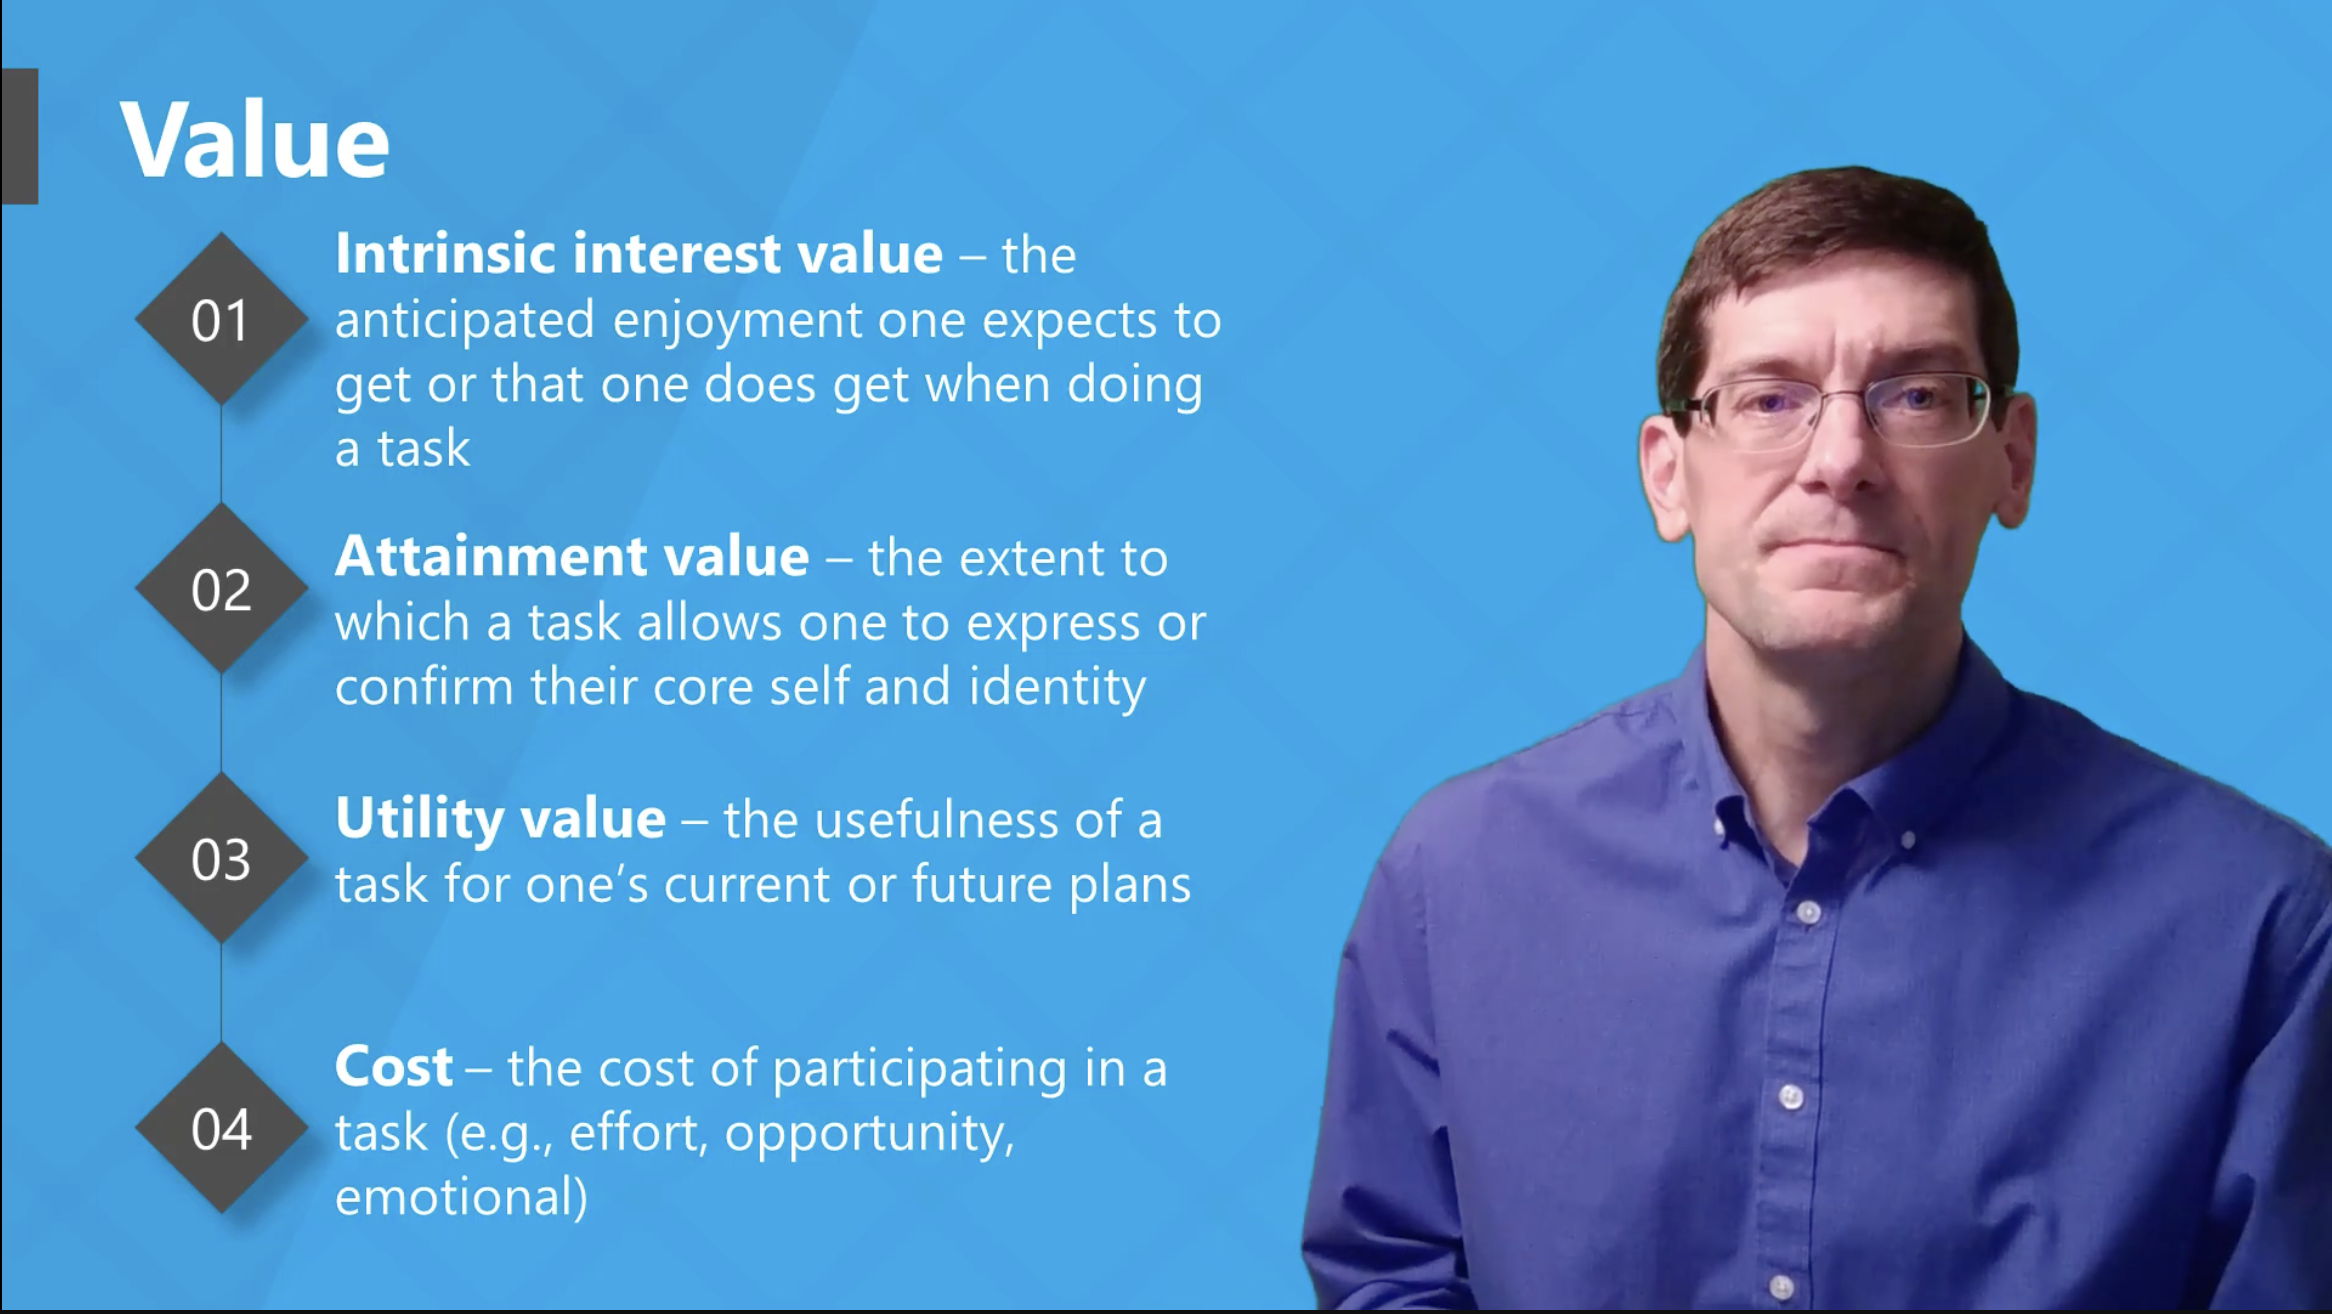 Value
01
Intrinsic interest value – the
anticipated enjoyment one expects to
get or that one does get when doing
a task
02
Attainment value – the extent to
which a task allows one to express or
confirm their core self and identity
03
Utility value – the usefulness of a
task for one’s current or future plans
04
Cost – the cost of participating in a
task (e.g., effort, opportunity,
emotional)